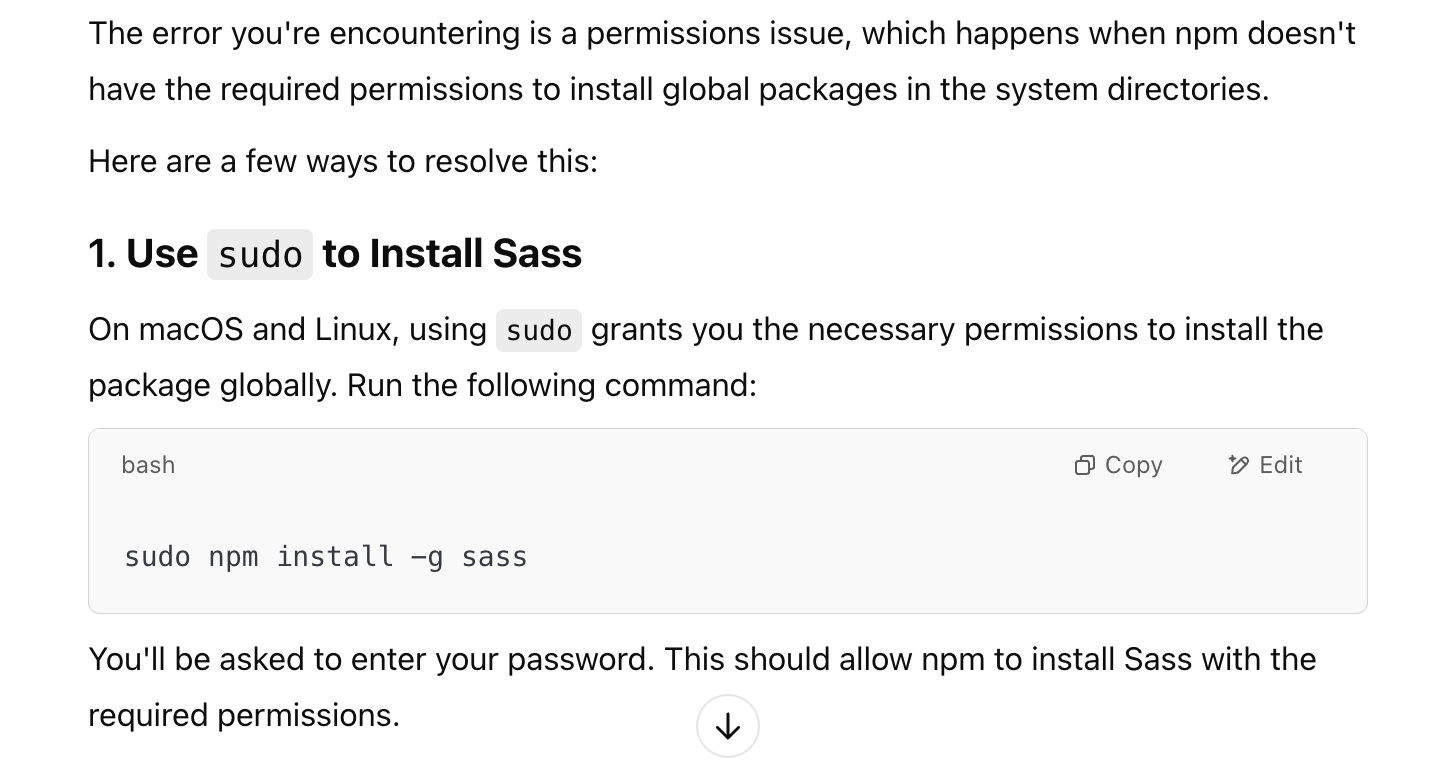 The error you're encountering is a permissions issue, which happens when npm doesn't
have the required permissions to install global packages in the system directories.
Here are a few ways to resolve this:
1. Use sudo to Install Sass
On macOS and Linux, using sudo grants you the necessary permissions to install the
package globally. Run the following command:
bash Copy Edit
sudo npm install -g sass
You'll be asked to enter your password. This should allow npm to install Sass with the
required permissions.